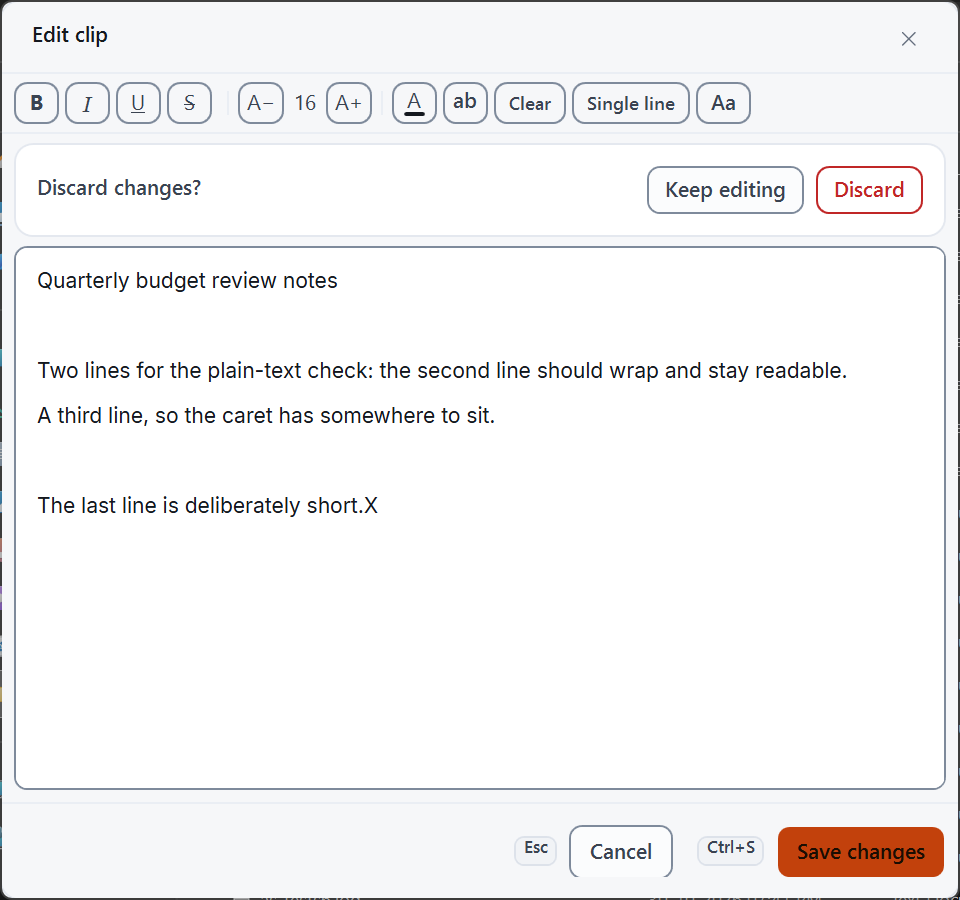 Edit clip
B I U S A− 16 A+ A ab Clear Single line Aa
Discard changes? Keep editing Discard
Quarterly budget review notes
Two lines for the plain-text check: the second line should wrap and stay readable.
A third line, so the caret has somewhere to sit.
The last line is deliberately short.X
Esc Cancel Ctrl+S Save changes